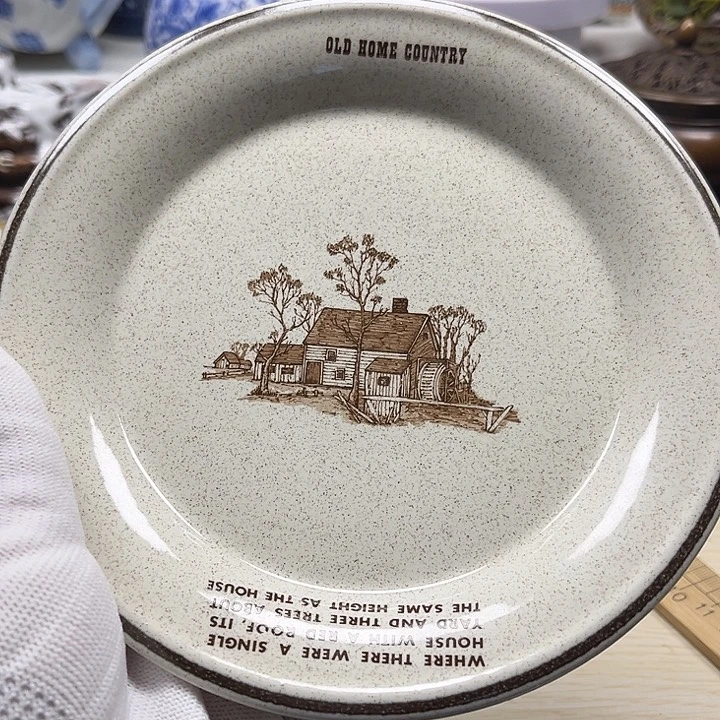 OLD HOME COUNTRY
WHERE THERE WERE A SINGLE
HOUSE WITH A RED ROOF, ITS
YARD AND THREE TREES ABOUT
THE SAME HEIGHT AS THE HOUSE
11